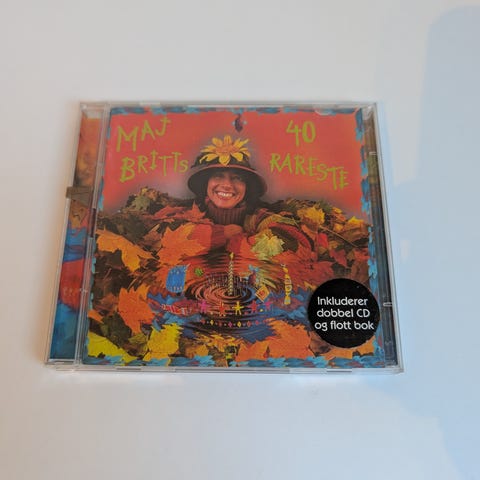 MAJ
BRITTS
40
RARESTE
Inkluderer
dobbel CD
og flott bok